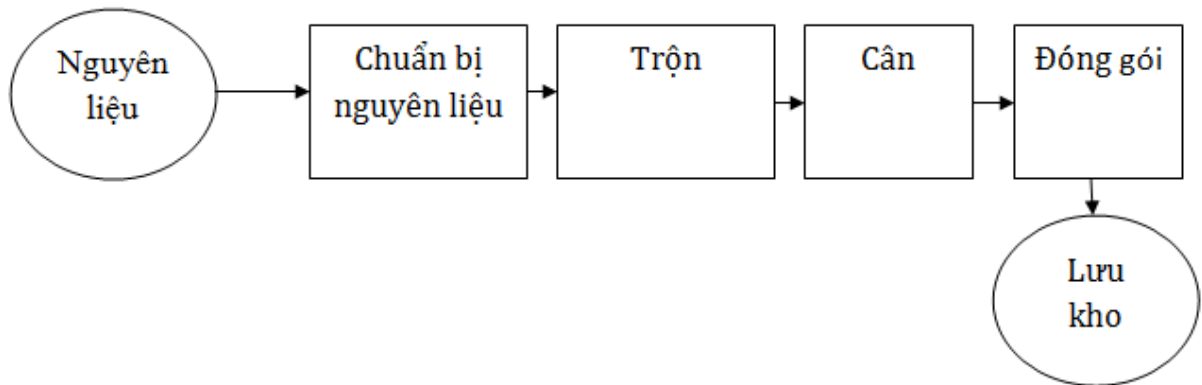 Nguyên
liệu
Chuẩn bị
nguyên liệu
Trộn
Cân
Đóng gói
Lưu
kho